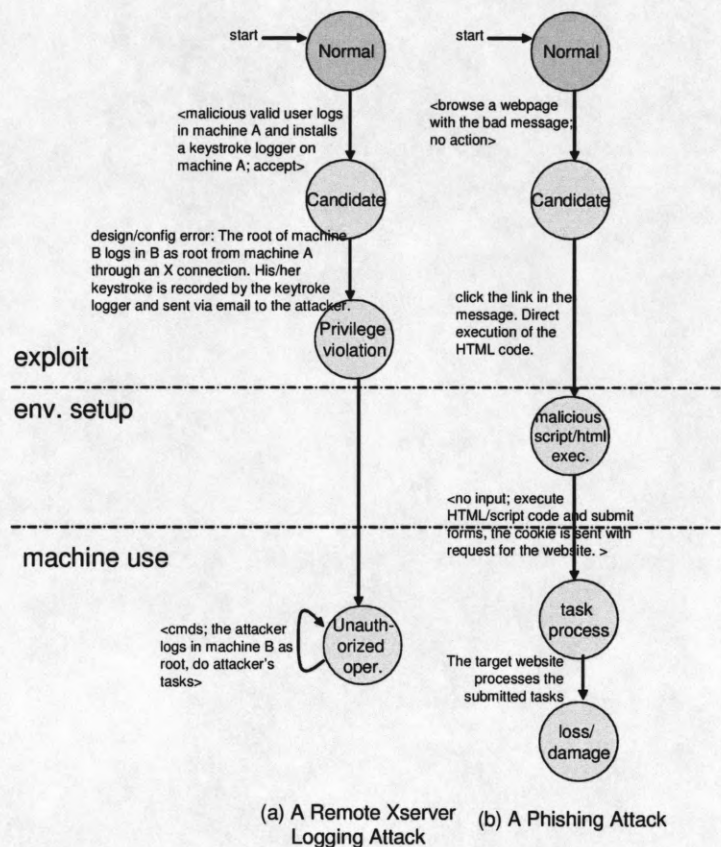 start
Normal
<malicious valid user logs
in machine A and installs
a keystroke logger on
machine A; accept>
Candidate
design/config error: The root of machine
B logs in B as root from machine A
through an X connection. His/her
keystroke is recorded by the keytroke
logger and sent via email to the attacker.
Privilege
violation
exploit
env. setup
machine use
<cmds; the attacker
logs in machine B as
root, do attacker's
tasks>
Unauth-
orized
oper.
(a) A Remote Xserver
Logging Attack
start
Normal
<browse a webpage
with the bad message;
no action>
Candidate
click the link in the
message. Direct
execution of the
HTML code.
malicious
script/html
exec.
<no input; execute
HTML/script code and submit
forms, the cookie is sent with
request for the website. >
task
process
The target website
processes the
submitted tasks
loss/
damage
(b) A Phishing Attack